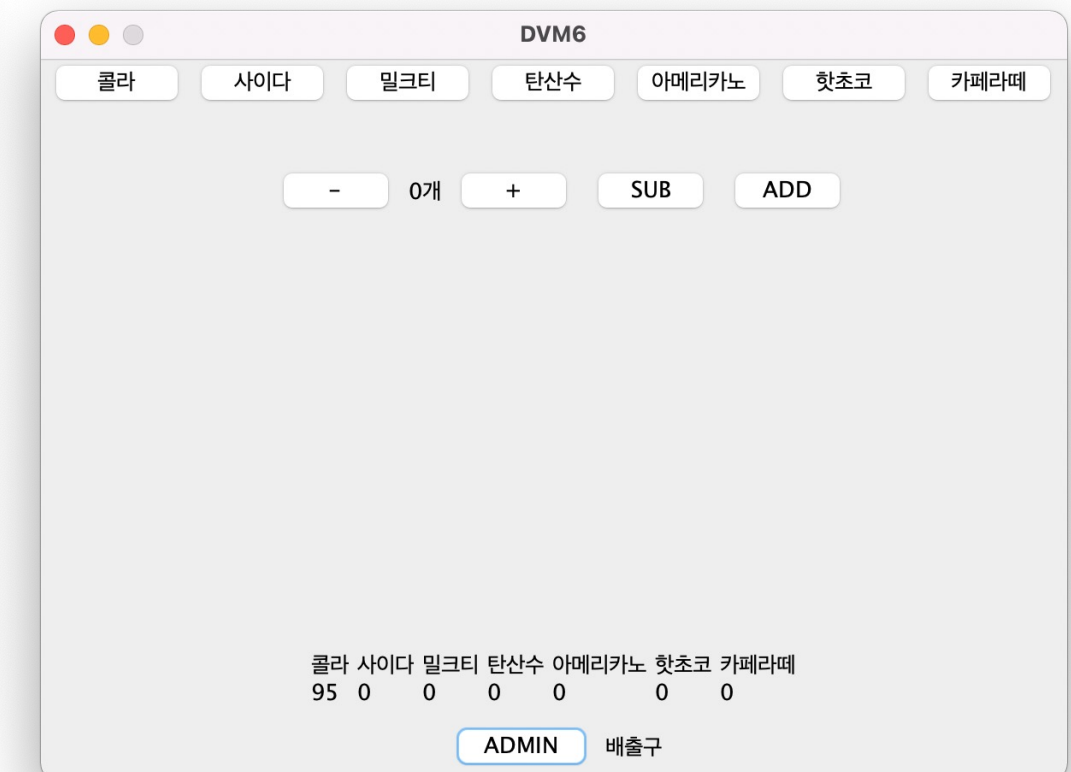 DVM6
콜라 사이다 밀크티 탄산수 아메리카노 핫초코 카페라떼
- 0개 + SUB ADD
콜라 사이다 밀크티 탄산수 아메리카노 핫초코 카페라떼
95 0 0 0 0 0 0
ADMIN 배출구